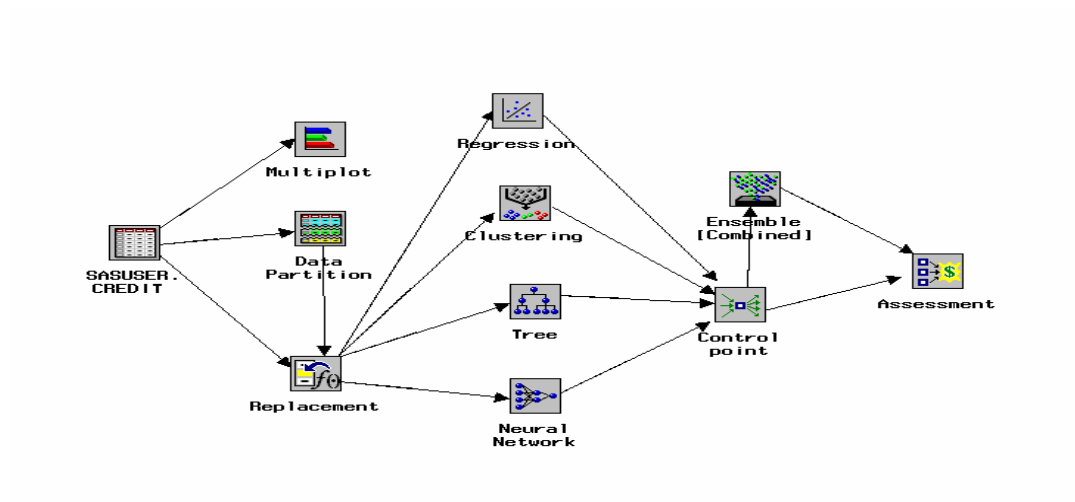 Multiplot
Regression
Clustering
Ensemble
[Combined]
Data
Partition
SASUSER.
CREDIT
Assessment
Tree
Control
point
Replacement
Neural
Network